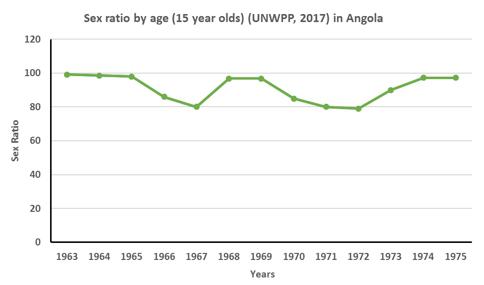 Sex ratio by age (15 year olds) (UNWPP, 2017) in Angola
120
100
80
60
40
20
0
Sex Ratio
1963 1964 1965 1966 1967 1968 1969 1970 1971 1972 1973 1974 1975
Years